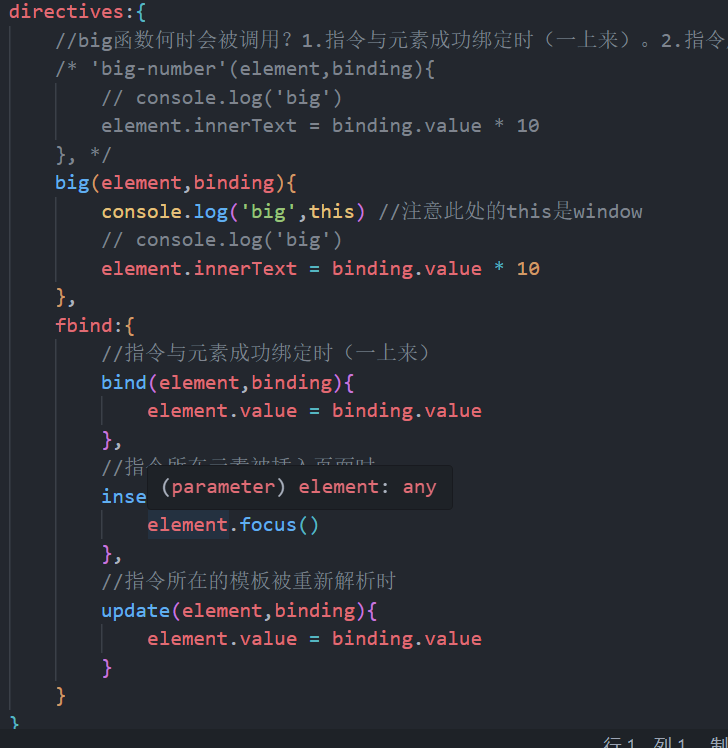 directives:{
//big函数何时会被调用？1.指令与元素成功绑定时（一上来）。2.指令
/* 'big-number'(element,binding){
// console.log('big')
element.innerText = binding.value * 10
}, */
big(element,binding){
console.log('big',this) //注意此处的this是window
// console.log('big')
element.innerText = binding.value * 10
},
fbind:{
//指令与元素成功绑定时（一上来）
bind(element,binding){
element.value = binding.value
},
//指令所在元素被插入页面时
inse
(parameter) element: any
element.focus()
},
//指令所在的模板被重新解析时
update(element,binding){
element.value = binding.value
}
}
}
行 1，列 1